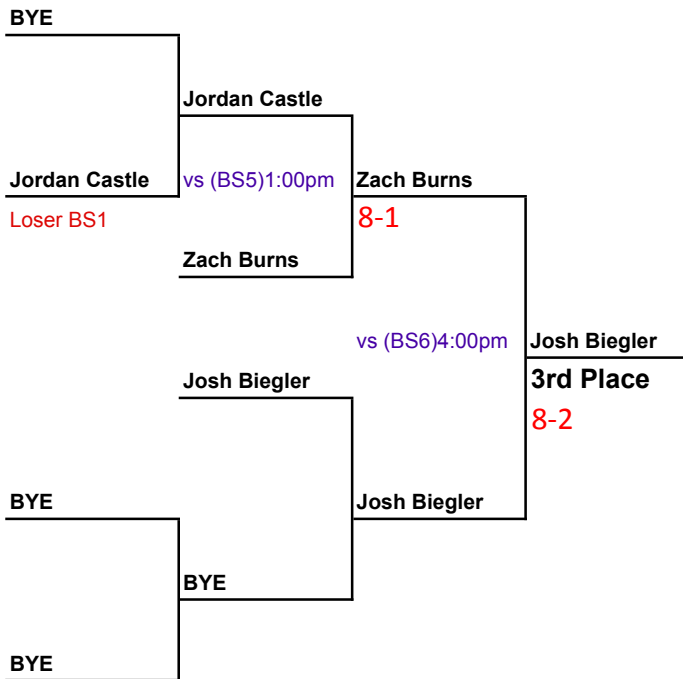 BYE
Jordan Castle
Jordan Castle
vs (BS5)1:00pm
Zach Burns
Loser BS1
8-1
Zach Burns
vs (BS6)4:00pm
Josh Biegler
Josh Biegler
3rd Place
8-2
BYE
Josh Biegler
BYE
BYE